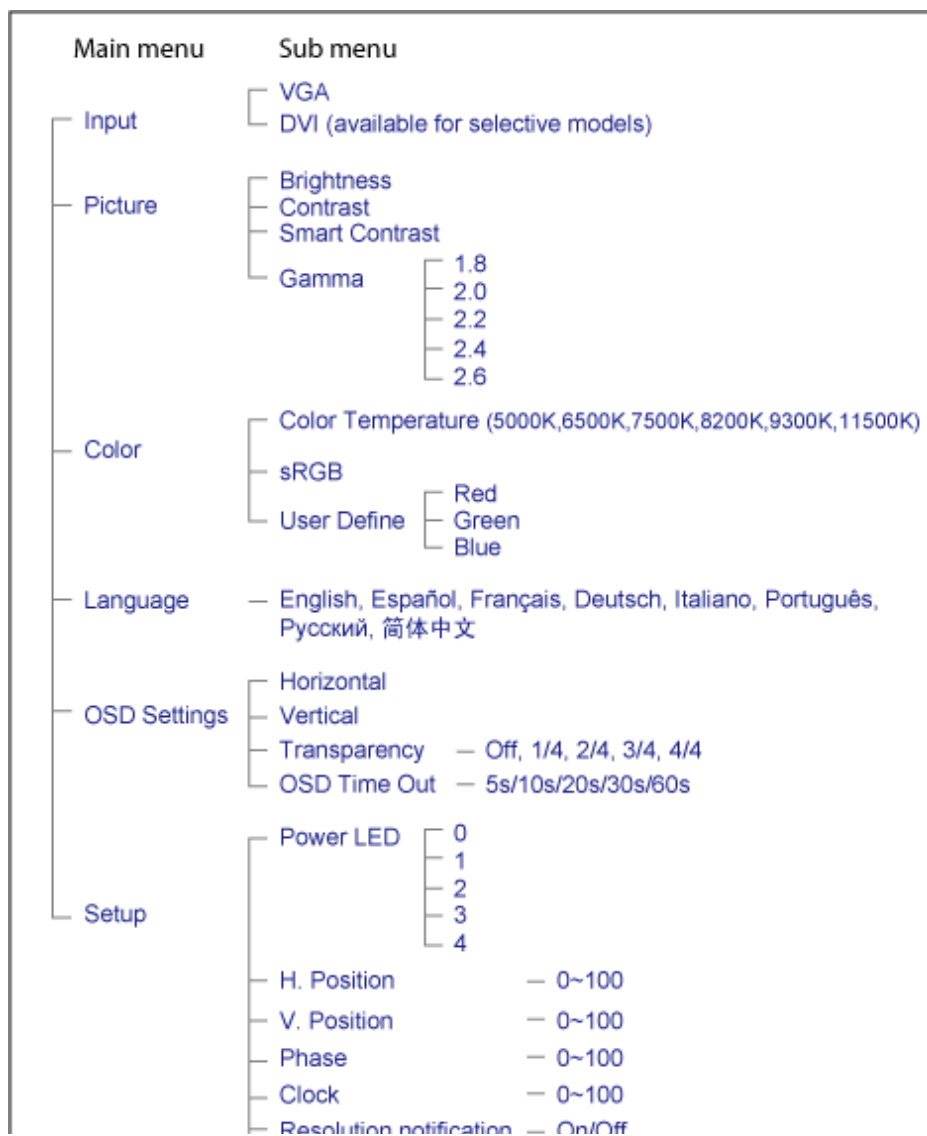 Main menu Sub menu
VGA
Input DVI (available for selective models)
Brightness
Picture Contrast
Smart Contrast
Gamma 1.8
2.0
2.2
2.4
2.6
Color Temperature (5000K,6500K,7500K,8200K,9300K,11500K)
Color
sRGB
Red
User Define Green
Blue
Language English, Español, Français, Deutsch, Italiano, Português,
Русский, 简体中文
Horizontal
OSD Settings Vertical
Transparency Off, 1/4, 2/4, 3/4, 4/4
OSD Time Out 5s/10s/20s/30s/60s
Power LED 0
1
2
Setup 3
4
H. Position 0~100
V. Position 0~100
Phase 0~100
Clock 0~100
Resolution notification On/Off